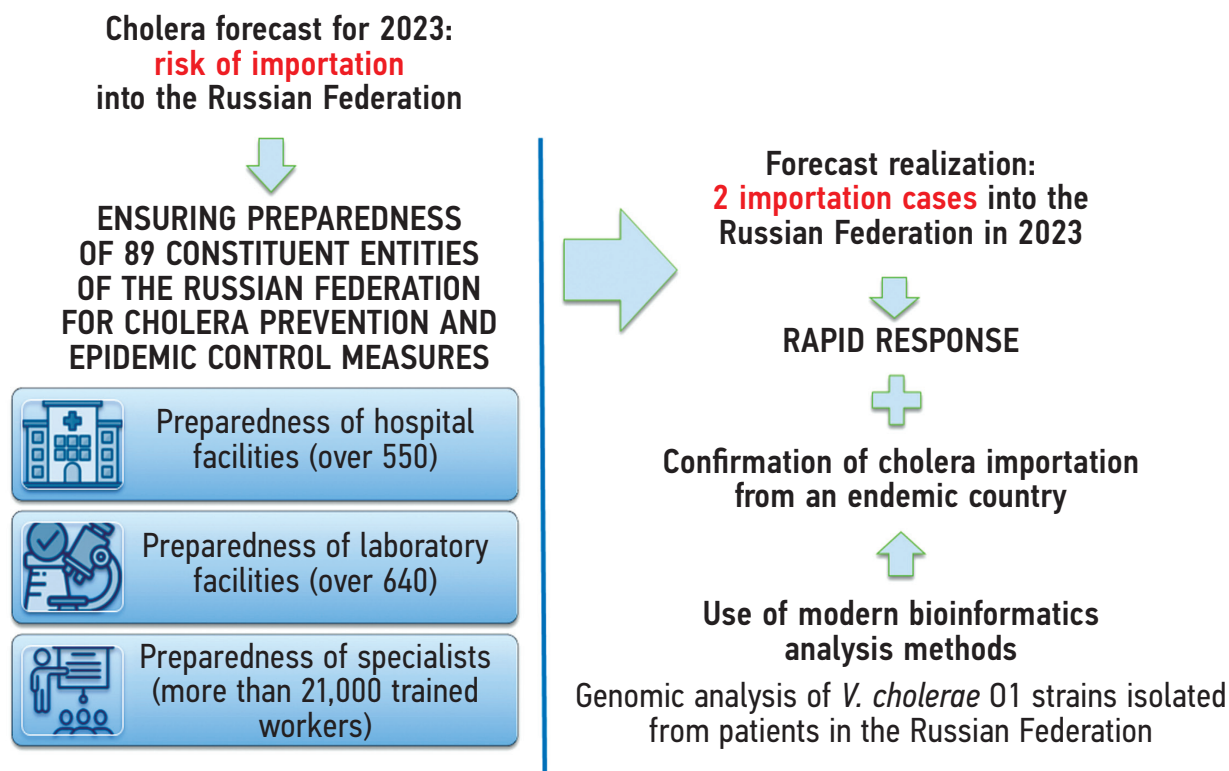 Cholera forecast for 2023:
risk of importation
into the Russian Federation
ENSURING PREPAREDNESS
OF 89 CONSTITUENT ENTITIES
OF THE RUSSIAN FEDERATION
FOR CHOLERA PREVENTION AND
EPIDEMIC CONTROL MEASURES
Preparedness of hospital
facilities (over 550)
Preparedness of laboratory
facilities (over 640)
Preparedness of specialists
(more than 21,000 trained
workers)
Forecast realization:
2 importation cases into the
Russian Federation in 2023
RAPID RESPONSE
Confirmation of cholera importation
from an endemic country
Use of modern bioinformatics
analysis methods
Genomic analysis of V. cholerae O1 strains isolated
from patients in the Russian Federation